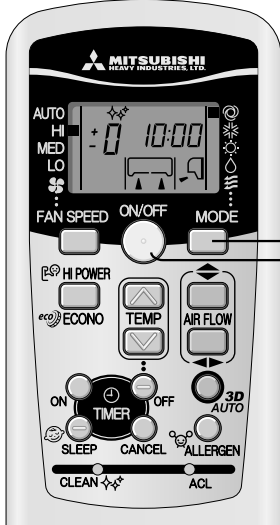 MITSUBISHI
HEAVY INDUSTRIES, LTD.
AUTO
HI
MED
LO
+
- 0 10:00
FAN SPEED ON/OFF MODE
HI POWER
eco ECONO TEMP AIR FLOW
ON TIMER OFF 3D
AUTO
SLEEP CANCEL ALLERGEN
CLEAN ACL